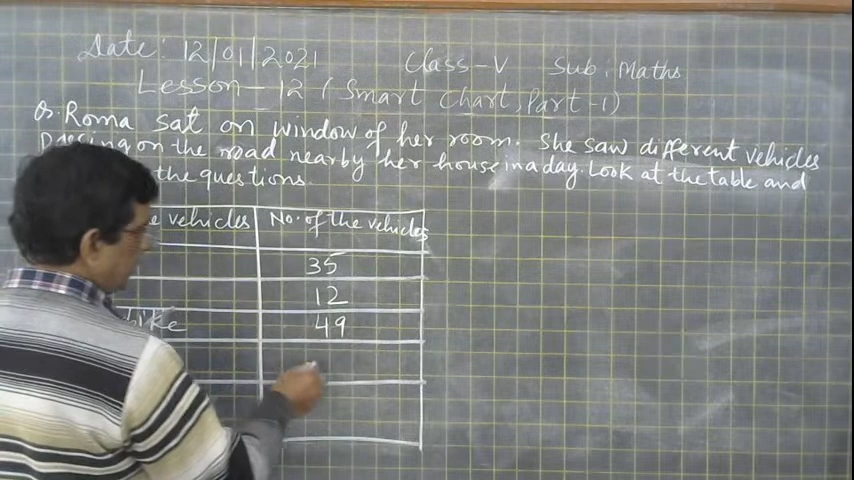 Date: 12/01/2021 Class-V Sub: Maths
Lesson-12 (Smart Chart, Part-1)
Q. Roma sat on window of her room. She saw different vehicles
Passing on the road nearby her house in a day. Look at the table and
the questions.
vehicles No. of the vehicles
35
12
bike 49